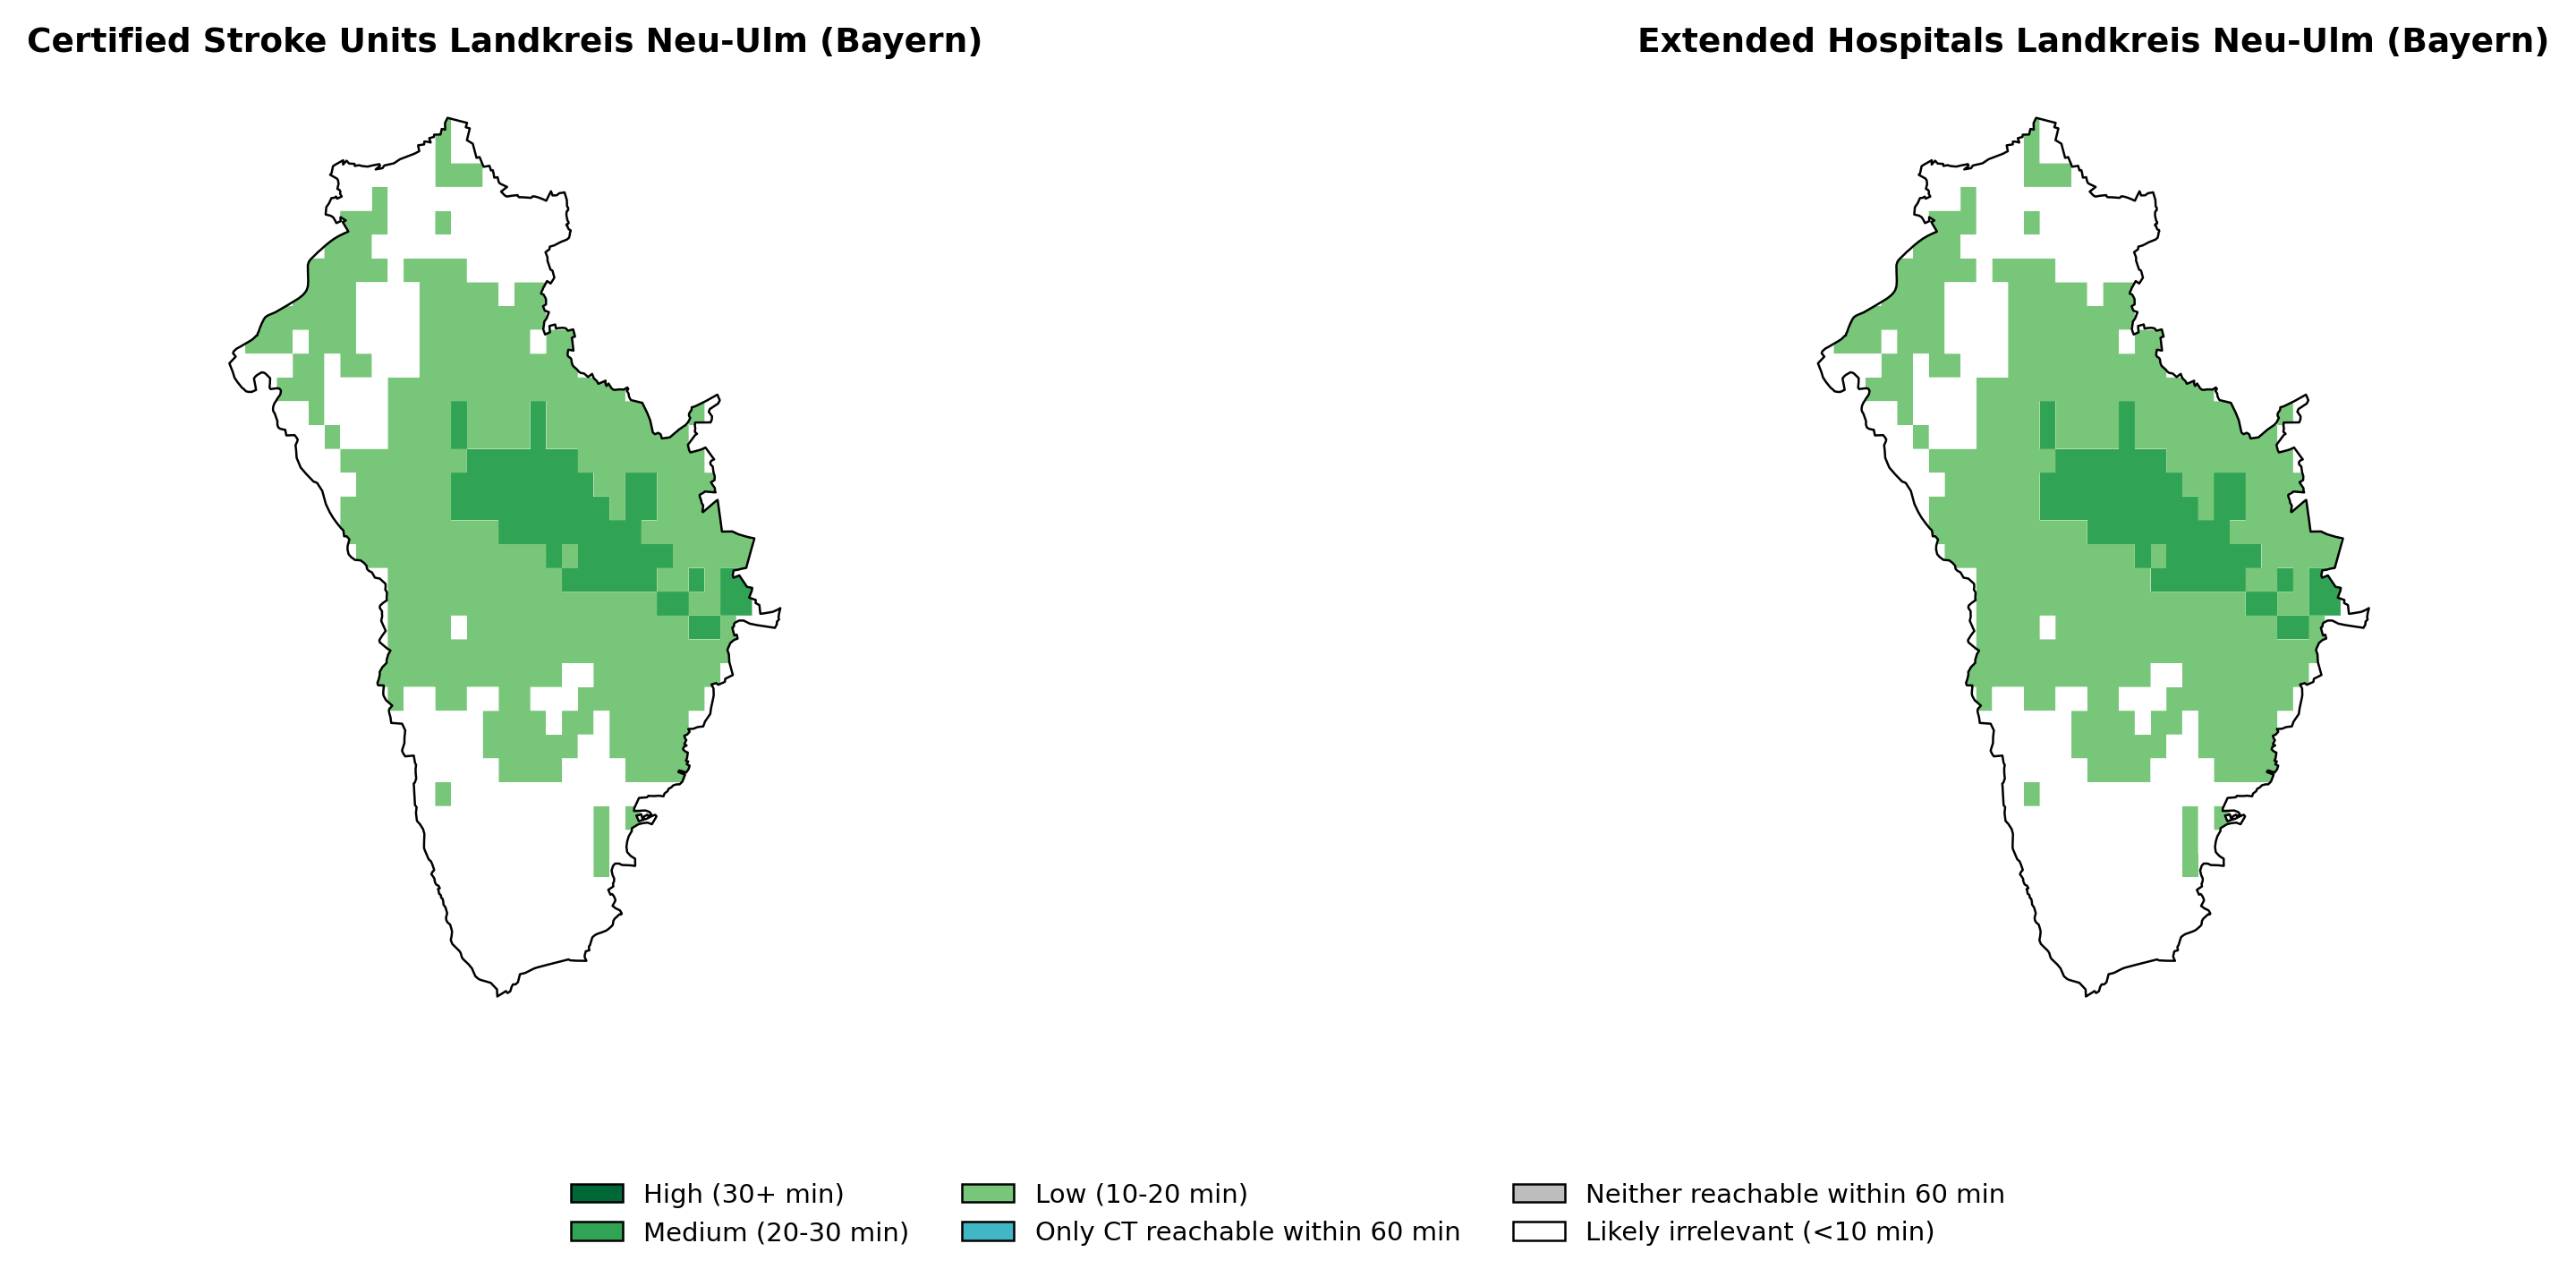 Certified Stroke Units Landkreis Neu-Ulm (Bayern)
Extended Hospitals Landkreis Neu-Ulm (Bayern)
High (30+ min)
Medium (20-30 min)
Low (10-20 min)
Only CT reachable within 60 min
Neither reachable within 60 min
Likely irrelevant (<10 min)